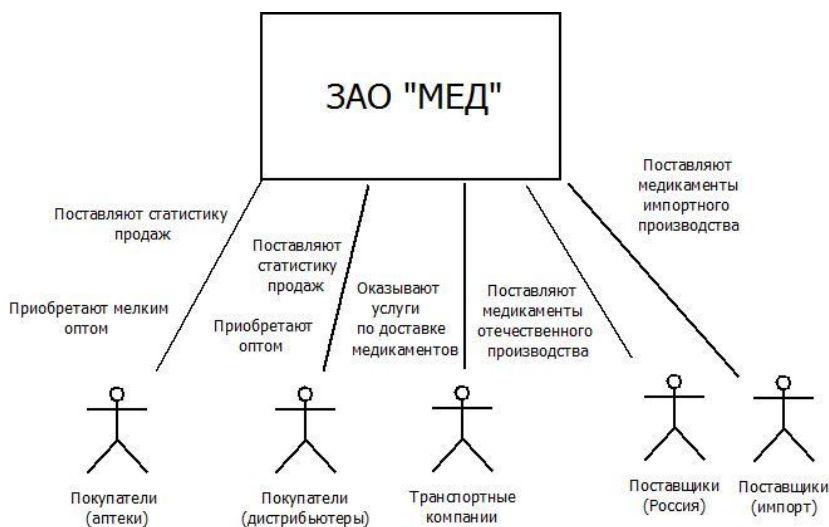 ЗАО "МЕД"
Поставляют статистику
продаж
Приобретают мелким
оптом
Поставляют
статистику
продаж
Приобретают
оптом
Оказывают
услуги
по доставке
медикаментов
Поставляют
медикаменты
отечественного
производства
Поставляют
медикаменты
импортного
производства
Покупатели
(аптеки)
Покупатели
(дистрибьютеры)
Транспортные
компании
Поставщики
(Россия)
Поставщики
(импорт)